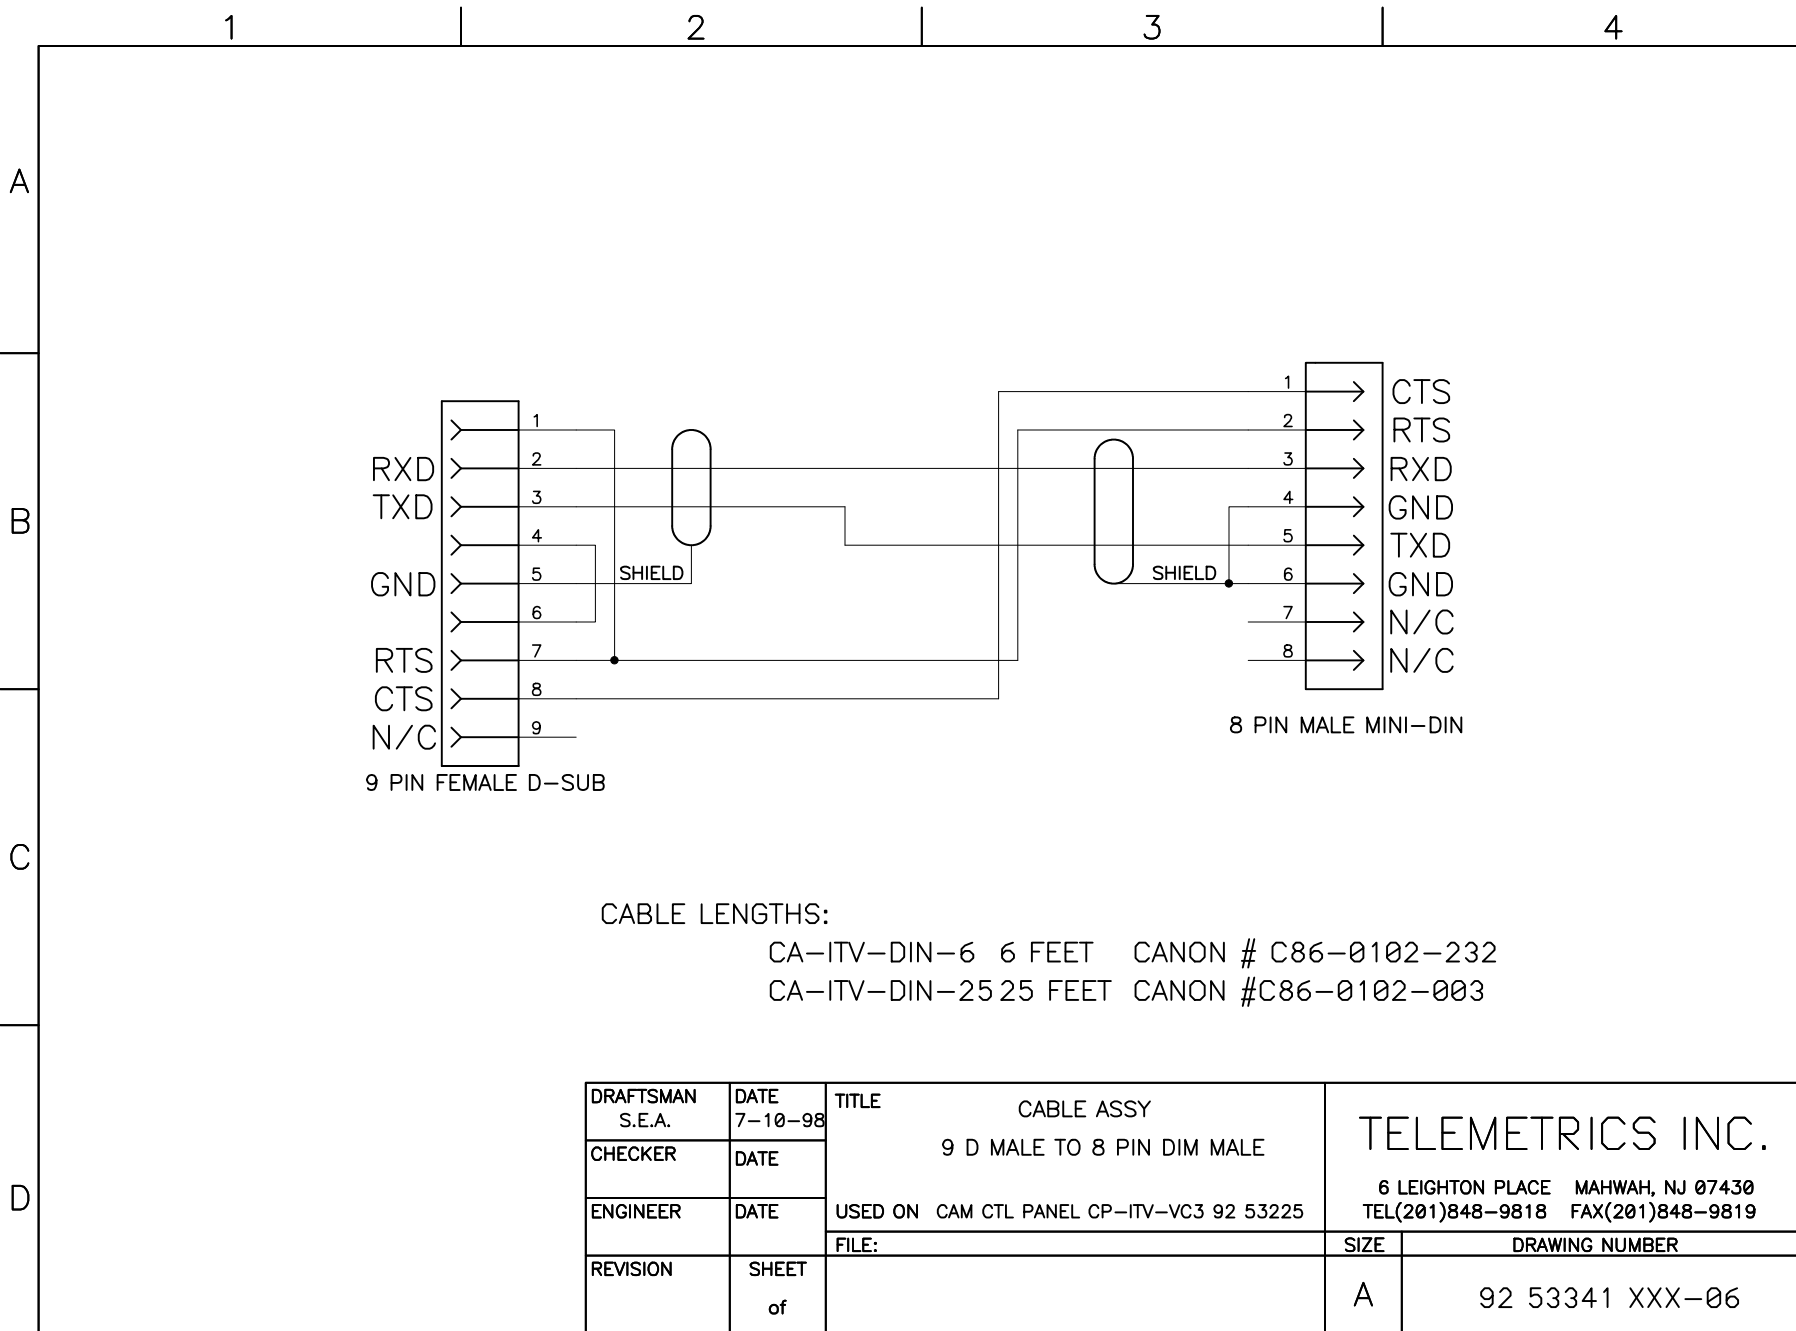 1 2 3 4
A
B
C
D
1
RXD 2
TXD 3
4
GND 5
6
RTS 7
CTS 8
N/C 9
9 PIN FEMALE D-SUB
SHIELD
SHIELD
1 CTS
2 RTS
3 RXD
4 GND
5 TXD
6 GND
7 N/C
8 N/C
8 PIN MALE MINI-DIN
CABLE LENGTHS:
CA-ITV-DIN-6 6 FEET CANON # C86-0102-232
CA-ITV-DIN-25 25 FEET CANON #C86-0102-003
DRAFTSMAN
S.E.A.
DATE
7-10-98
CHECKER
DATE
ENGINEER
DATE
REVISION
SHEET
of
TITLE
CABLE ASSY
9 D MALE TO 8 PIN DIM MALE
USED ON CAM CTL PANEL CP-ITV-VC3 92 53225
FILE:
TELEMETRICS INC.
6 LEIGHTON PLACE MAHWAH, NJ 07430
TEL(201)848-9818 FAX(201)848-9819
SIZE
A
DRAWING NUMBER
92 53341 XXX-06